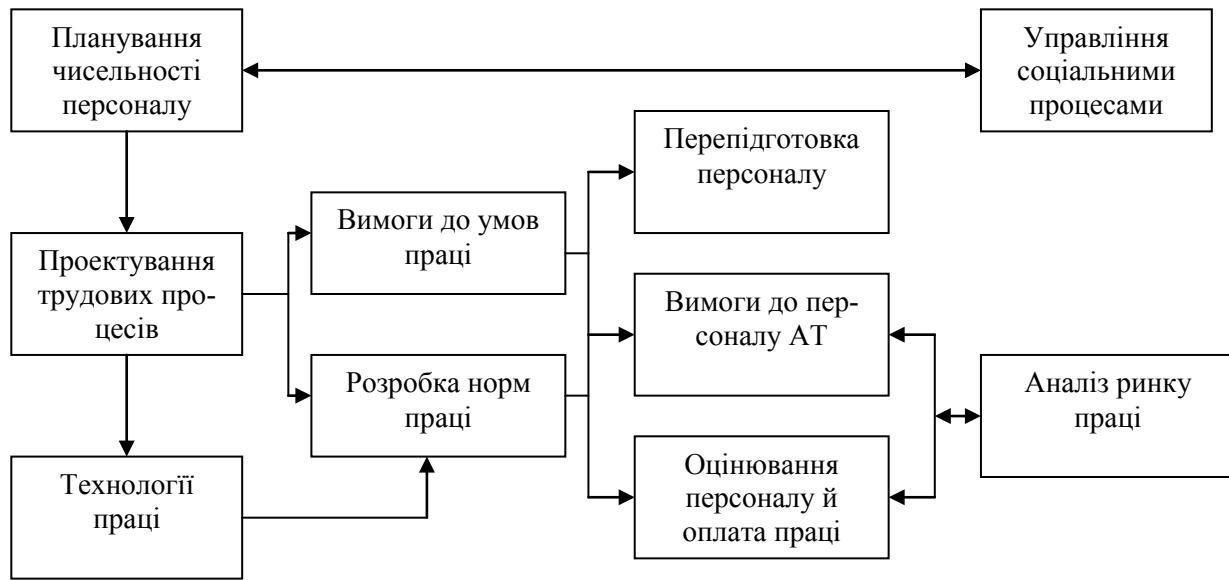 Планування
чисельності
персоналу
Управління
соціальними
процесами
Перепідготовка
персоналу
Вимоги до умов
праці
Проектування
трудових про-
цесів
Вимоги до пер-
соналу АТ
Розробка норм
праці
Аналіз ринку
праці
Технології
праці
Оцінювання
персоналу й
оплата праці